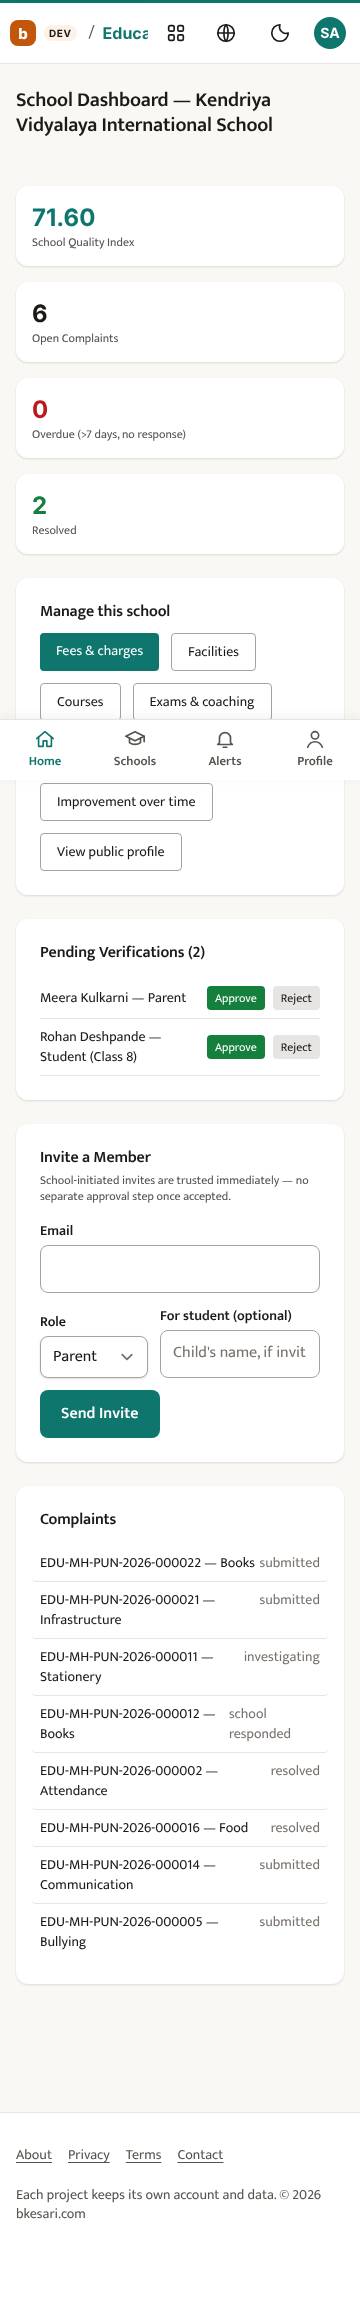 b DEV / Educa SA
School Dashboard — Kendriya
Vidyalaya International School
71.60
School Quality Index
6
Open Complaints
0
Overdue (>7 days, no response)
2
Resolved
Manage this school
Fees & charges Facilities
Courses Exams & coaching
Home Schools Alerts Profile
Improvement over time
View public profile
Pending Verifications (2)
Meera Kulkarni — Parent Approve Reject
Rohan Deshpande —
Student (Class 8) Approve Reject
Invite a Member
School-initiated invites are trusted immediately — no
separate approval step once accepted.
Email
Role For student (optional)
Parent Child's name, if invit
Send Invite
Complaints
EDU-MH-PUN-2026-000022 — Books submitted
EDU-MH-PUN-2026-000021 — submitted
Infrastructure
EDU-MH-PUN-2026-000011 — investigating
Stationery
EDU-MH-PUN-2026-000012 — school
Books responded
EDU-MH-PUN-2026-000002 — resolved
Attendance
EDU-MH-PUN-2026-000016 — Food resolved
EDU-MH-PUN-2026-000014 — submitted
Communication
EDU-MH-PUN-2026-000005 — submitted
Bullying
About Privacy Terms Contact
Each project keeps its own account and data. © 2026
bkesari.com